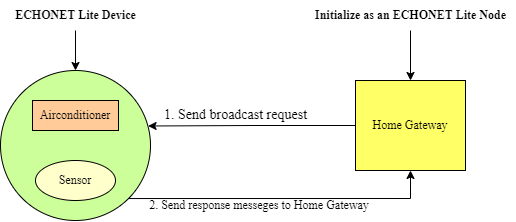 ECHONET Lite Device
Initialize as an ECHONET Lite Node
Airconditioner
1. Send broadcast request
Home Gateway
Sensor
2. Send response messeges to Home Gateway